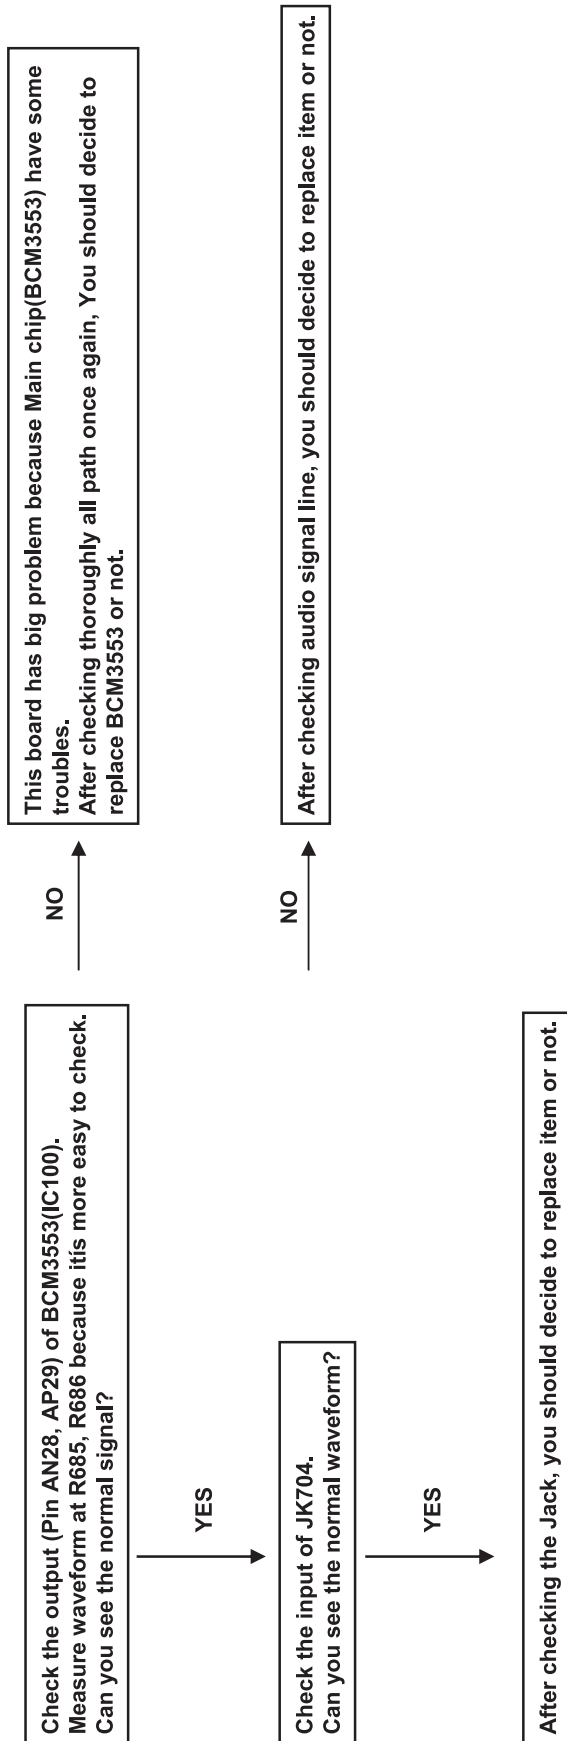 Check the output (Pin AN28, AP29) of BCM3553(IC100).
Measure waveform at R685, R686 because itís more easy to check.
Can you see the normal signal?
NO
This board has big problem because Main chip(BCM3553) have some
troubles.
After checking thoroughly all path once again, You should decide to
replace BCM3553 or not.
YES
Check the input of JK704.
Can you see the normal waveform?
NO
After checking audio signal line, you should decide to replace item or not.
YES
After checking the Jack, you should decide to replace item or not.